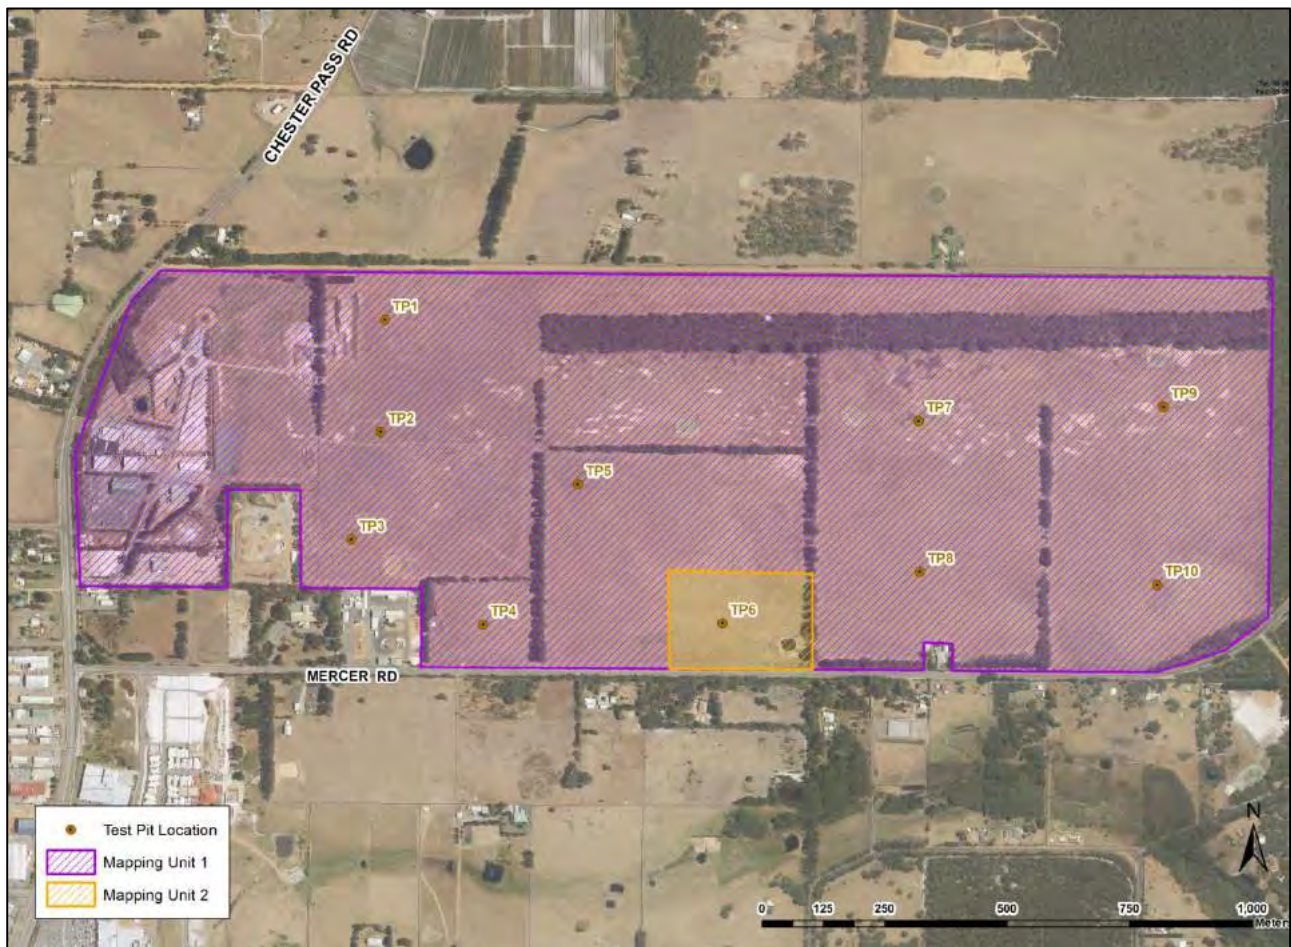 CHESTER PASS RD
TP1
TP2
TP9
TP7
TP5
TP3
TP8
TP10
TP4
TP6
MERCER RD
Test Pit Location
Mapping Unit 1
Mapping Unit 2
N
0 125 250 500 750 1,000
Meters